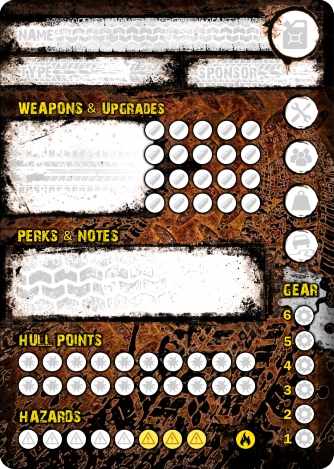 NAME
TYPE SPONSOR
WEAPONS & UPGRADES
PERKS & NOTES
GEAR
6
HULL POINTS
5
4
3
HAZARDS
2
1